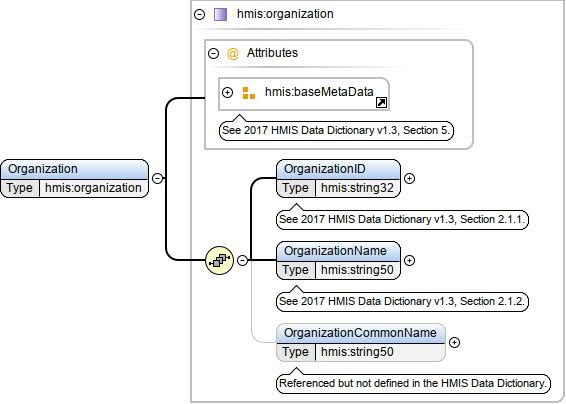 hmis:organization
@ Attributes
hmis:baseMetaData
See 2017 HMIS Data Dictionary v1.3, Section 5.
Organization
Type hmis:organization
OrganizationID
Type hmis:string32
See 2017 HMIS Data Dictionary v1.3, Section 2.1.1.
OrganizationName
Type hmis:string50
See 2017 HMIS Data Dictionary v1.3, Section 2.1.2.
OrganizationCommonName
Type hmis:string50
Referenced but not defined in the HMIS Data Dictionary.